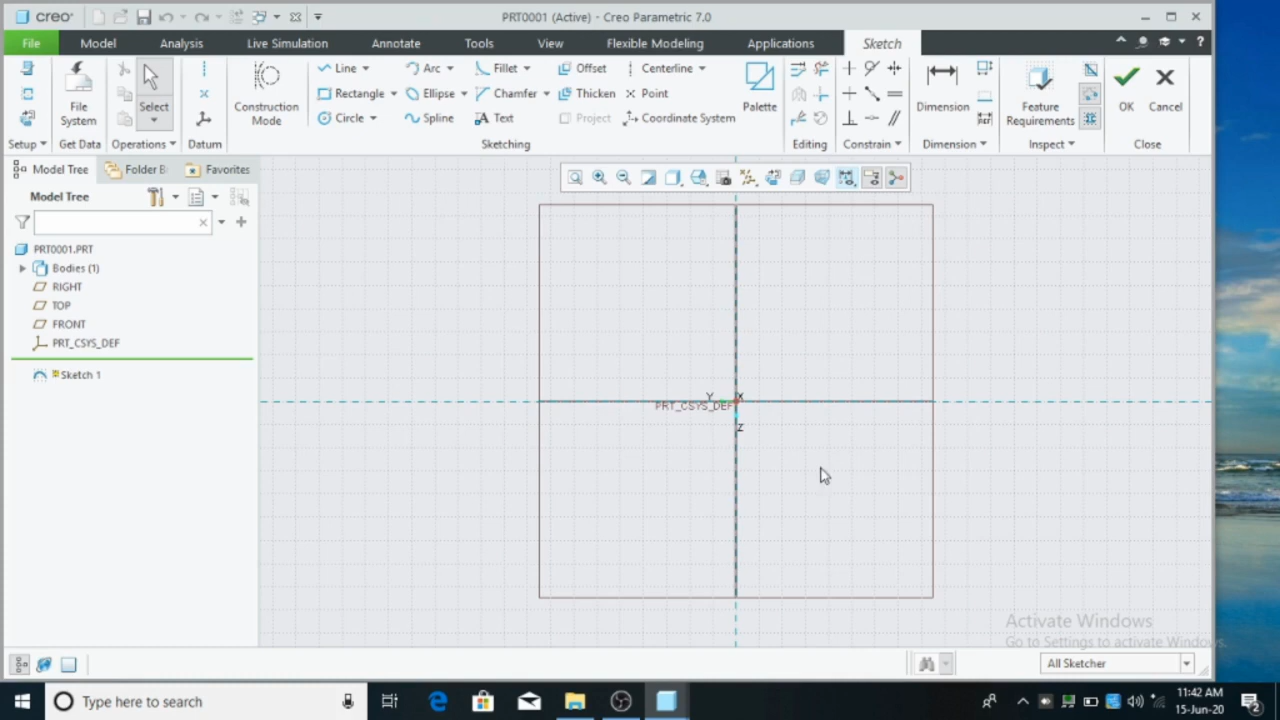 creo
PRT0001 (Active) - Creo Parametric 7.0
File Model Analysis Live Simulation Annotate Tools View Flexible Modeling Applications Sketch
Line Arc Fillet Offset Centerline
Rectangle Ellipse Chamfer Thicken Point
Circle Spline Text Project Coordinate System
File System
Select
Construction Mode
Palette
Dimension
Feature Requirements
OK Cancel
Setup Get Data Operations Datum Sketching Editing Constrain Dimension Inspect Close
Model Tree Folder B Favorites
Model Tree
PRT0001.PRT
Bodies (1)
RIGHT
TOP
FRONT
PRT_CSYS_DEF
Sketch 1
Y X
PRT_CSYS_DEF
Z
Activate Windows
Go to Settings to activate Windows.
All Sketcher
Type here to search
11:42 AM
15-Jun-20
2